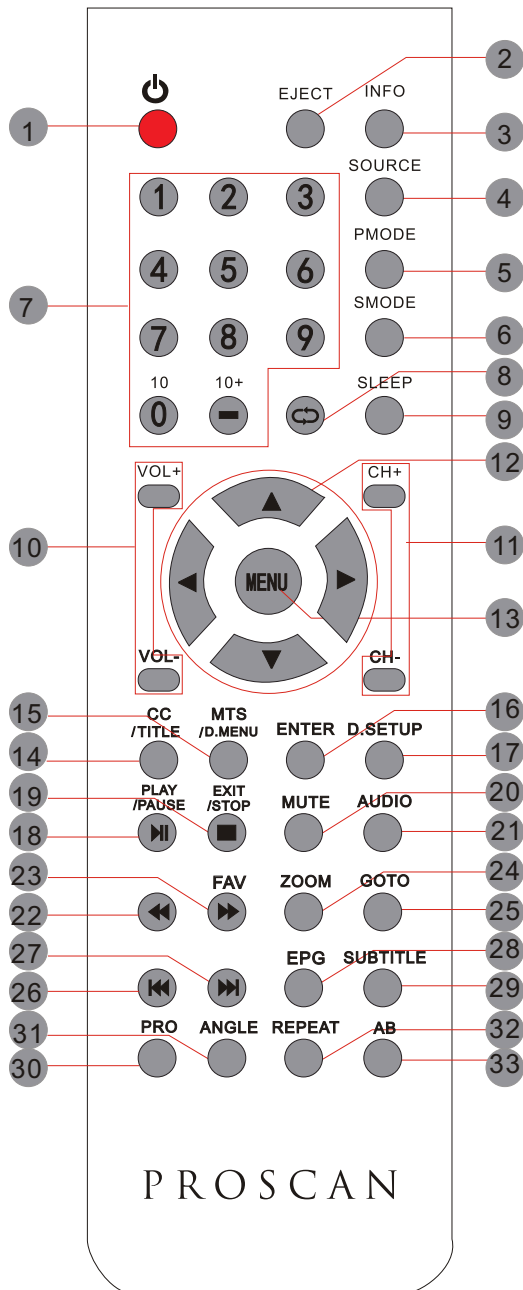 2
EJECT INFO
1
3
SOURCE
1 2 3
4
PMODE
4 5 6
5
7
SMODE
7 8 9
6
8
10 10+ SLEEP
0
9
12
VOL+ CH+
10
11
MENU
13
VOL- CH-
15
CC
/TITLE
MTS
/D.MENU
ENTER D.SETUP
16
14
17
19
PLAY
/PAUSE
EXIT
/STOP
MUTE AUDIO
20
18
21
23
FAV ZOOM GOTO
24
22
25
27
EPG SUBTITLE
28
26
29
31
PRO ANGLE REPEAT AB
32
30
33
PROSCAN